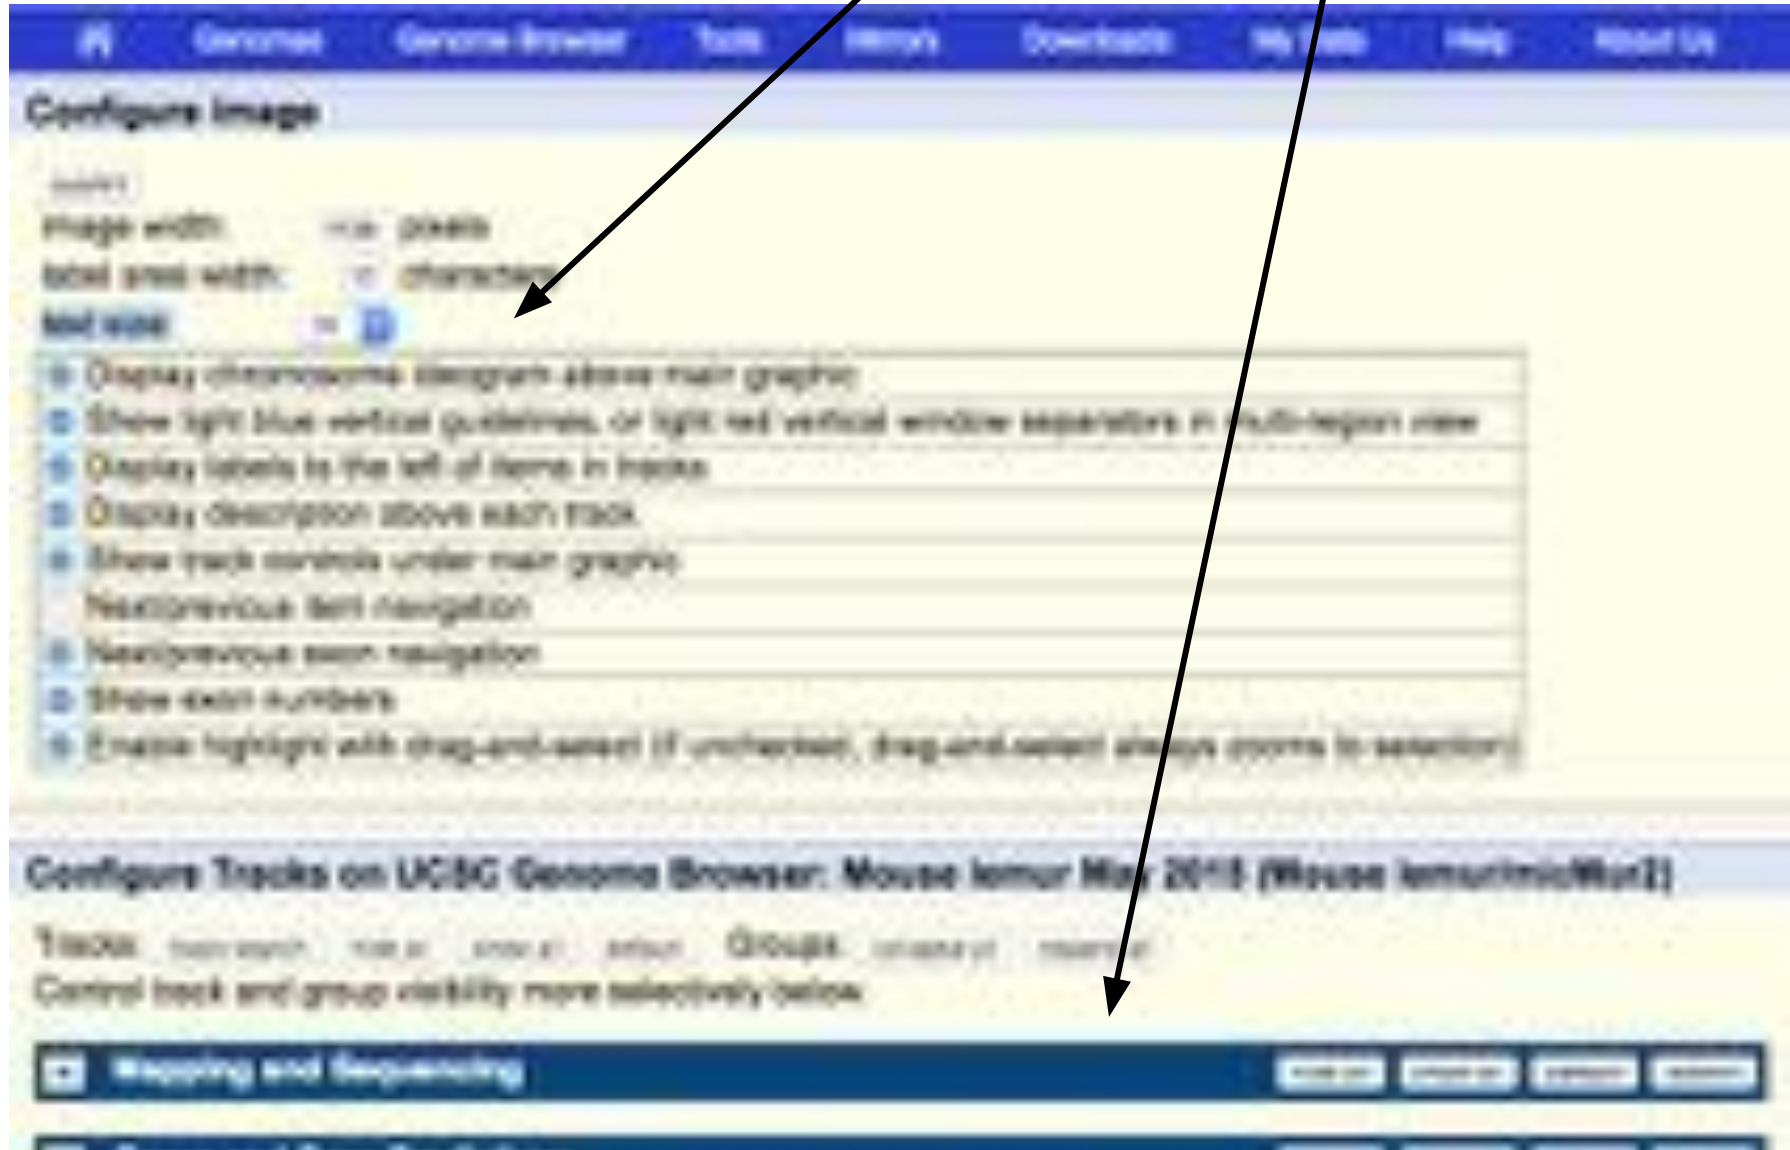 Genomes Genome Browser Tools Mirrors Downloads My Data Help About Us
Configure Image
submit
image width: pixels
label area width: characters
text size:
Display chromosome ideogram above main graphic
Show light blue vertical guidelines, or light red vertical window separators in multi-region view
Display labels to the left of items in tracks
Display description above each track
Show track controls under main graphic
Next/previous item navigation
Next/previous exon navigation
Show exon numbers
Enable highlight with drag-and-select (if unchecked, drag-and-select always zooms to selection)
Configure Tracks on UCSC Genome Browser: Mouse lemur May 2015 (Mouse lemur/micMur2)
Tracks: Groups:
Control track and group visibility more selectively below.
Mapping and Sequencing